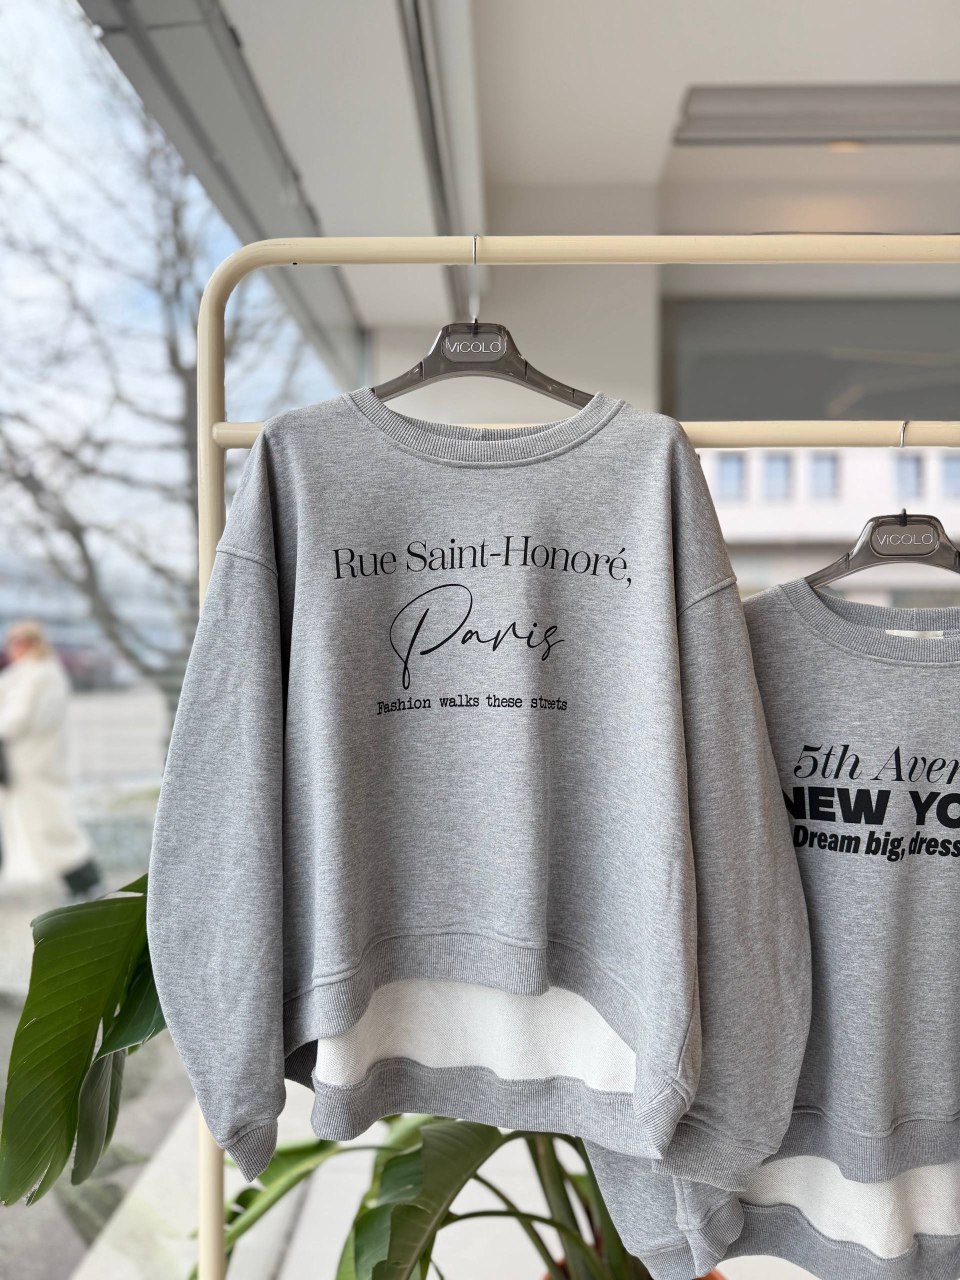 ViCOLO
Rue Saint-Honoré,
Paris
Fashion walks these streets
ViCOLO
5th Aven
NEW YO
Dream big, dress